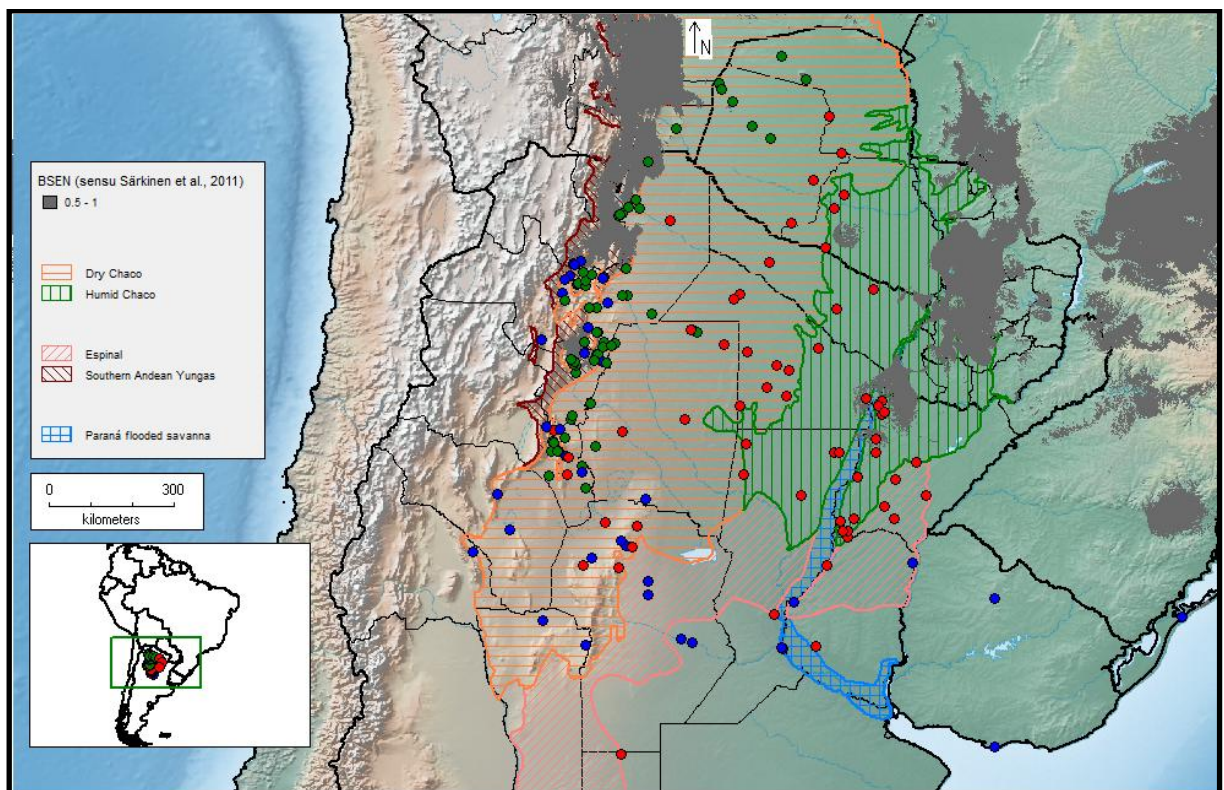 N
BSEN (sensu Särkinen et al., 2011)
0.5 - 1
Dry Chaco
Humid Chaco
Espinal
Southern Andean Yungas
Paraná flooded savanna
0 300
kilometers